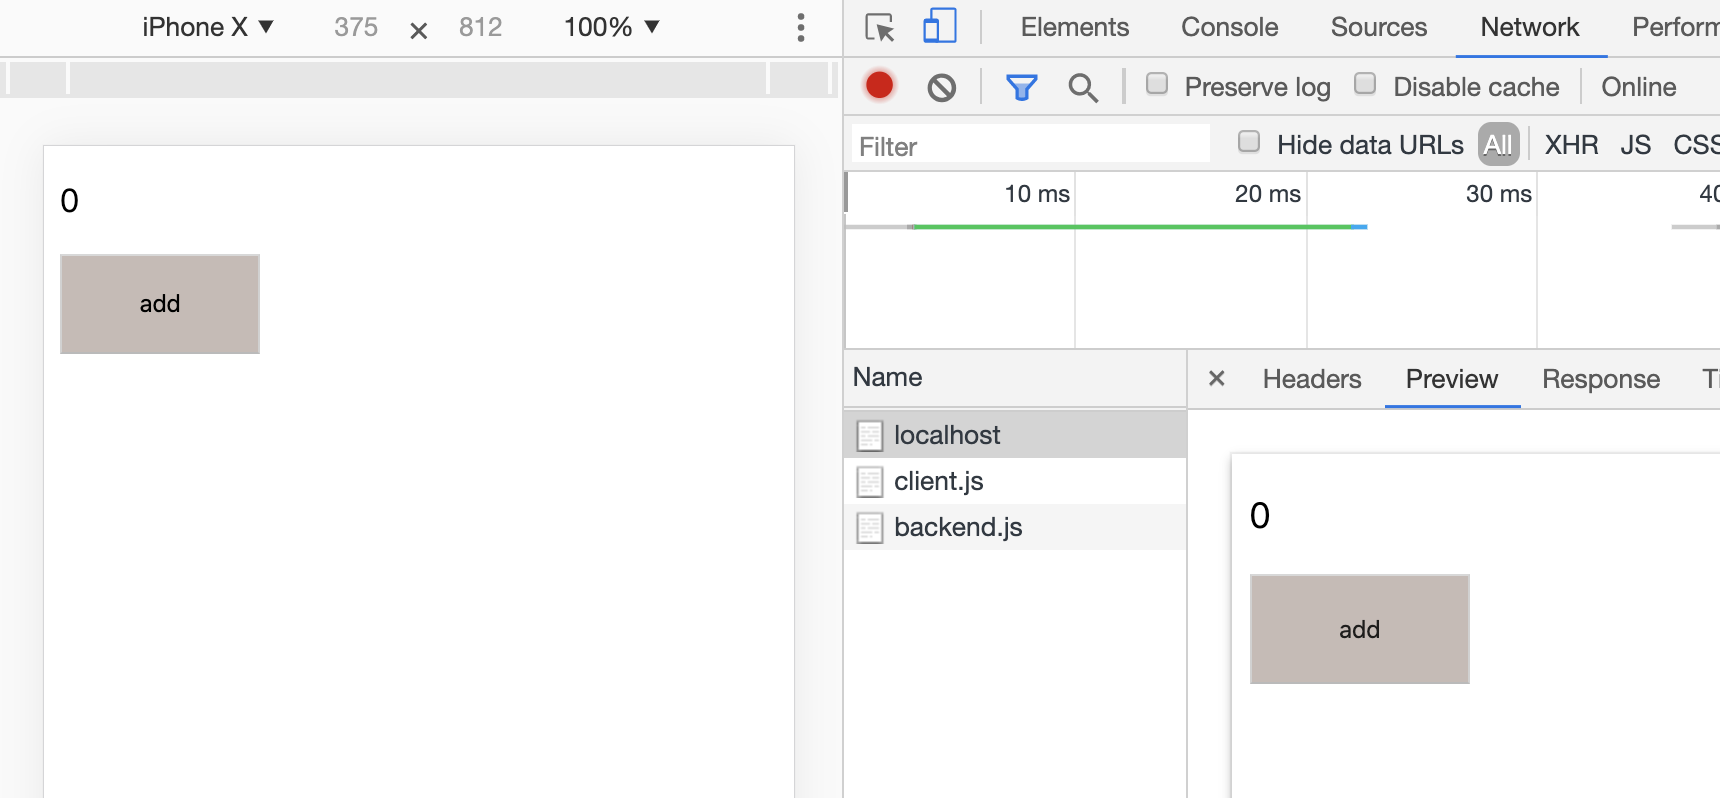 iPhone X ▼ 375 × 812 100% ▼
Elements Console Sources Network
Preserve log Disable cache Online
Filter Hide data URLs All XHR JS CSS
10 ms 20 ms 30 ms
0
add
Name
× Headers Preview Response
localhost
client.js
backend.js
0
add